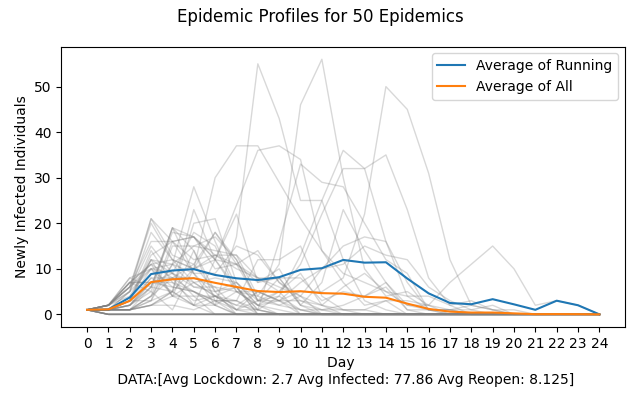 Epidemic Profiles for 50 Epidemics
Newly Infected Individuals
50
40
30
20
10
0
Average of Running
Average of All
0 1 2 3 4 5 6 7 8 9 10 11 12 13 14 15 16 17 18 19 20 21 22 23 24
Day
DATA:[Avg Lockdown: 2.7 Avg Infected: 77.86 Avg Reopen: 8.125]